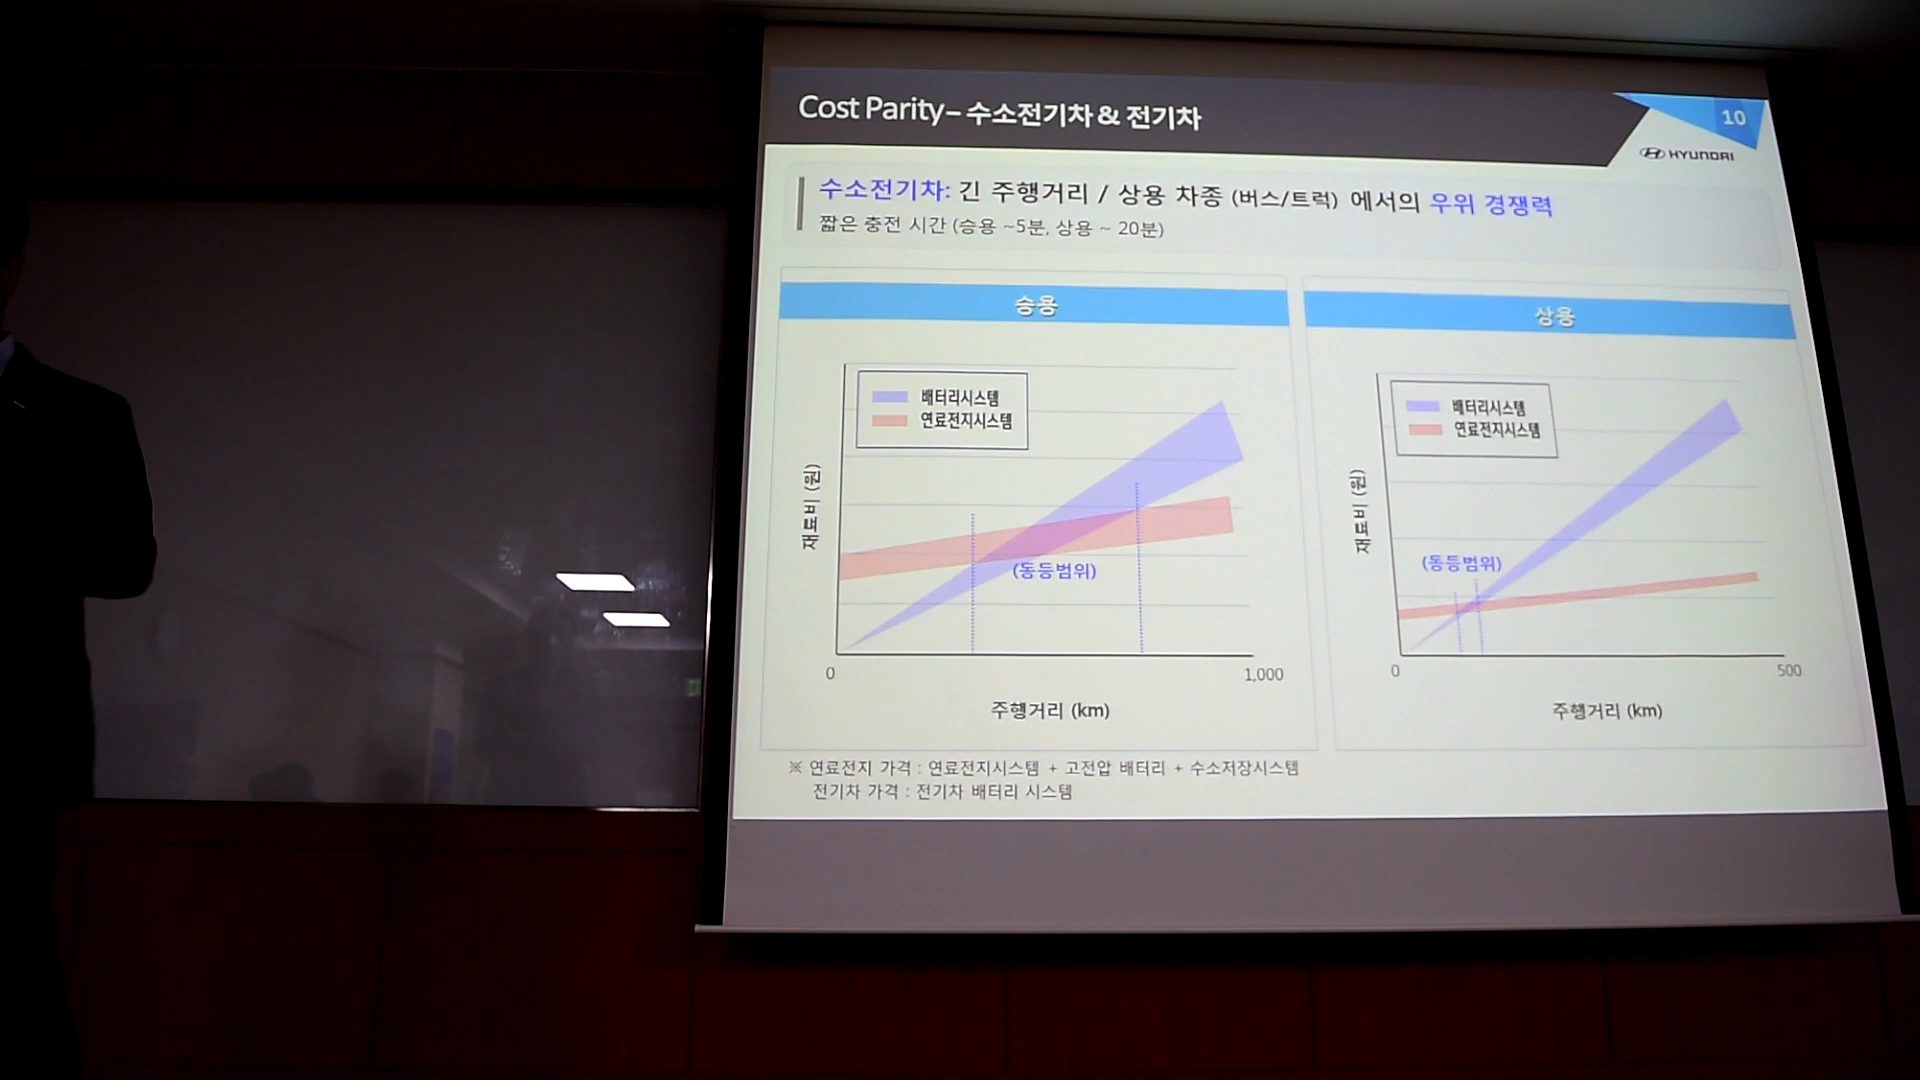 Cost Parity – 수소전기차 & 전기차
10
HYUNDAI
수소전기차: 긴 주행거리 / 상용 차종 (버스/트럭) 에서의 우위 경쟁력
짧은 충전 시간 (승용 ~5분, 상용 ~ 20분)
승용
배터리시스템
연료전지시스템
재료비 (원)
(동등범위)
0
1,000
주행거리 (km)
상용
배터리시스템
연료전지시스템
재료비 (원)
(동등범위)
0
500
주행거리 (km)
※ 연료전지 가격 : 연료전지시스템 + 고전압 배터리 + 수소저장시스템
전기차 가격 : 전기차 배터리 시스템